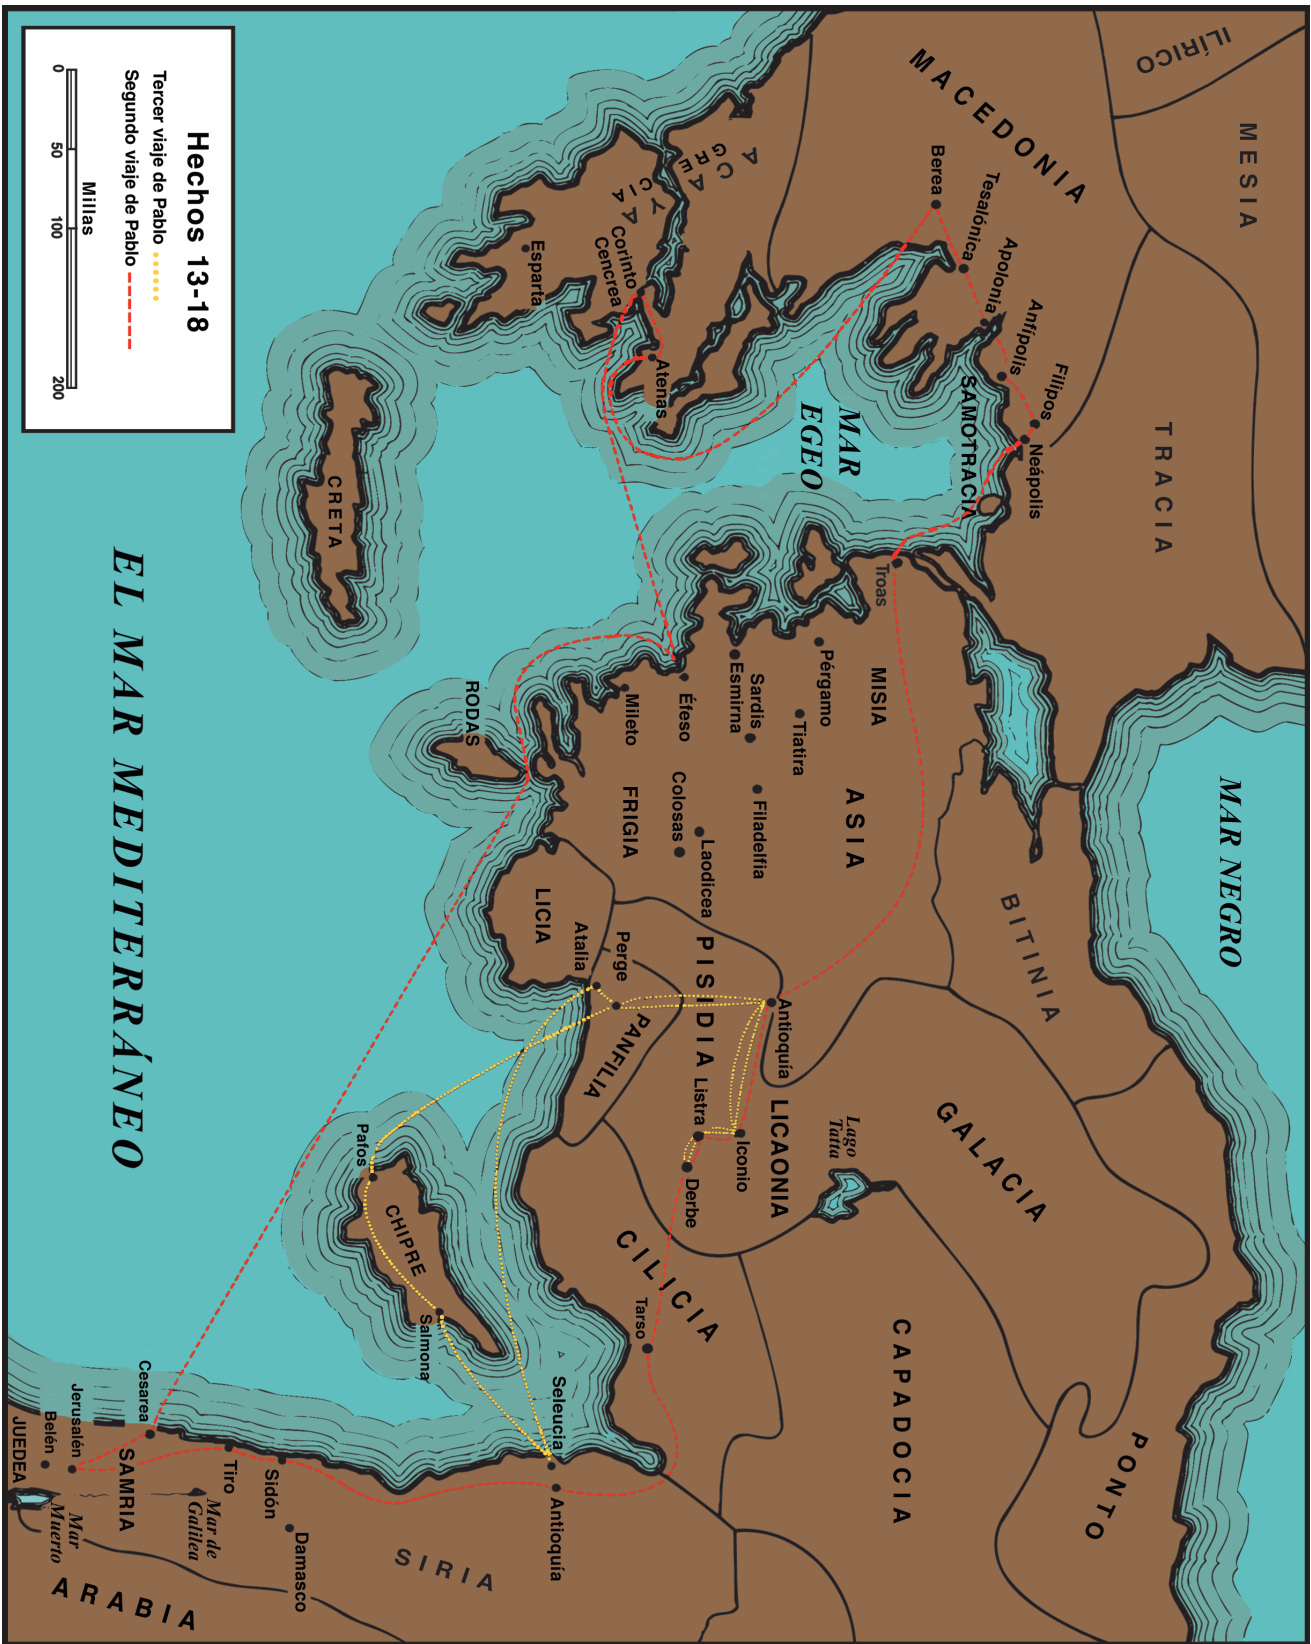 Hechos 13-18
Tercer viaje de Pablo
Segundo viaje de Pablo
0
50
100
200
Millas
ILÍRICO
MESIA
MACEDONIA
TRACIA
MAR NEGRO
Berea
Tesalónica
Apolonia
Anfípolis
Filipos
Neápolis
SAMOTRACIA
ACAYA
GRECIA
Corinto
Cencrea
Esparta
Atenas
MAR
EGEO
CRETA
EL MAR MEDITERRÁNEO
Troas
MISIA
Pérgamo
Tiatira
Sardis
Esmirna
Éfeso
Mileto
RODAS
ASIA
Filadelfia
Laodicea
Colosas
FRIGIA
BITINIA
LICIA
Atalia
Perge
PISIDIA
PANFILIA
Antioquía
LICAONIA
Listra
Iconio
Derbe
Lago
Tatta
GALACIA
CILICIA
Tarso
CAPADOCIA
PONTO
Pafos
CHIPRE
Salmona
Seleucia
Antioquía
SIRIA
Cesarea
Jerusalén
Belén
JUEDEA
SAMRIA
Tiro
Sidón
Damasco
Mar de
Galilea
Mar
Muerto
ARABIA